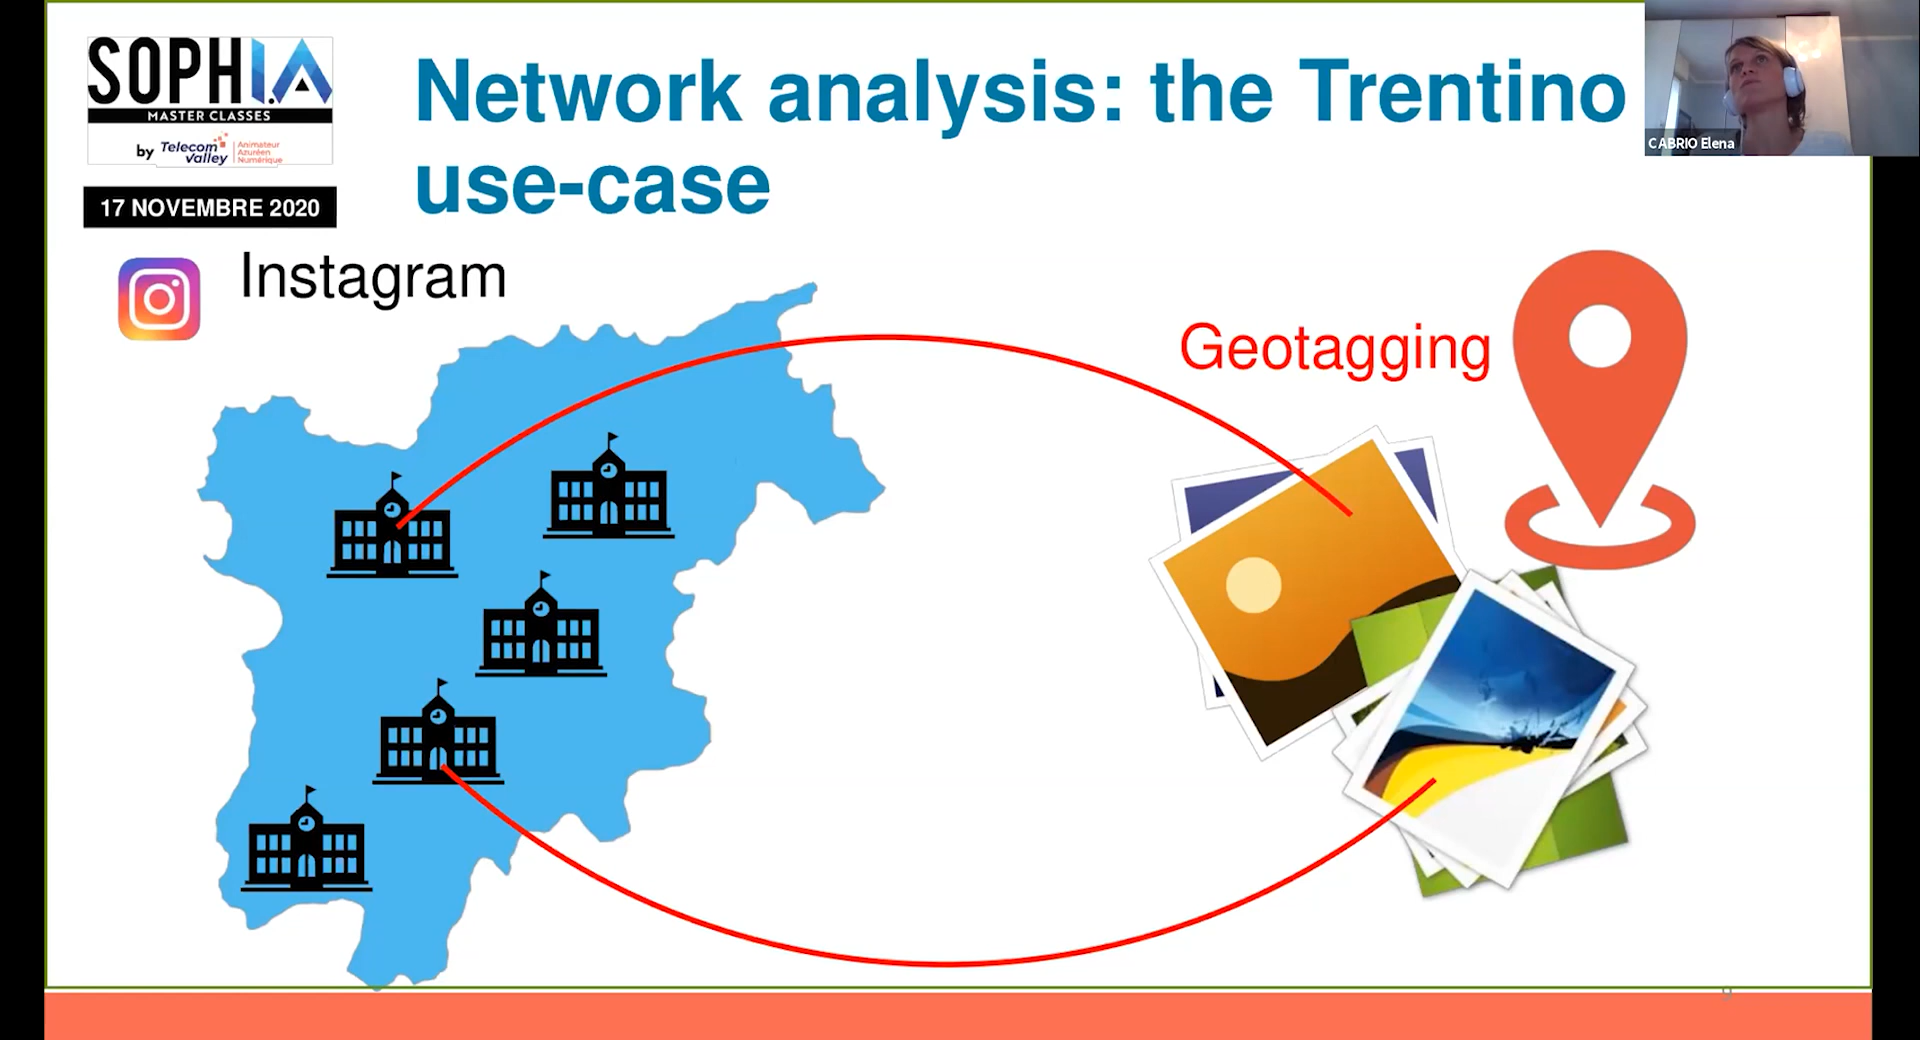 SOPHI.A
MASTER CLASSES
by Telecom Valley
Animateur
Azuréen
Numérique
17 NOVEMBRE 2020
Network analysis: the Trentino
use-case
CABRIO Elena
Instagram
Geotagging
9